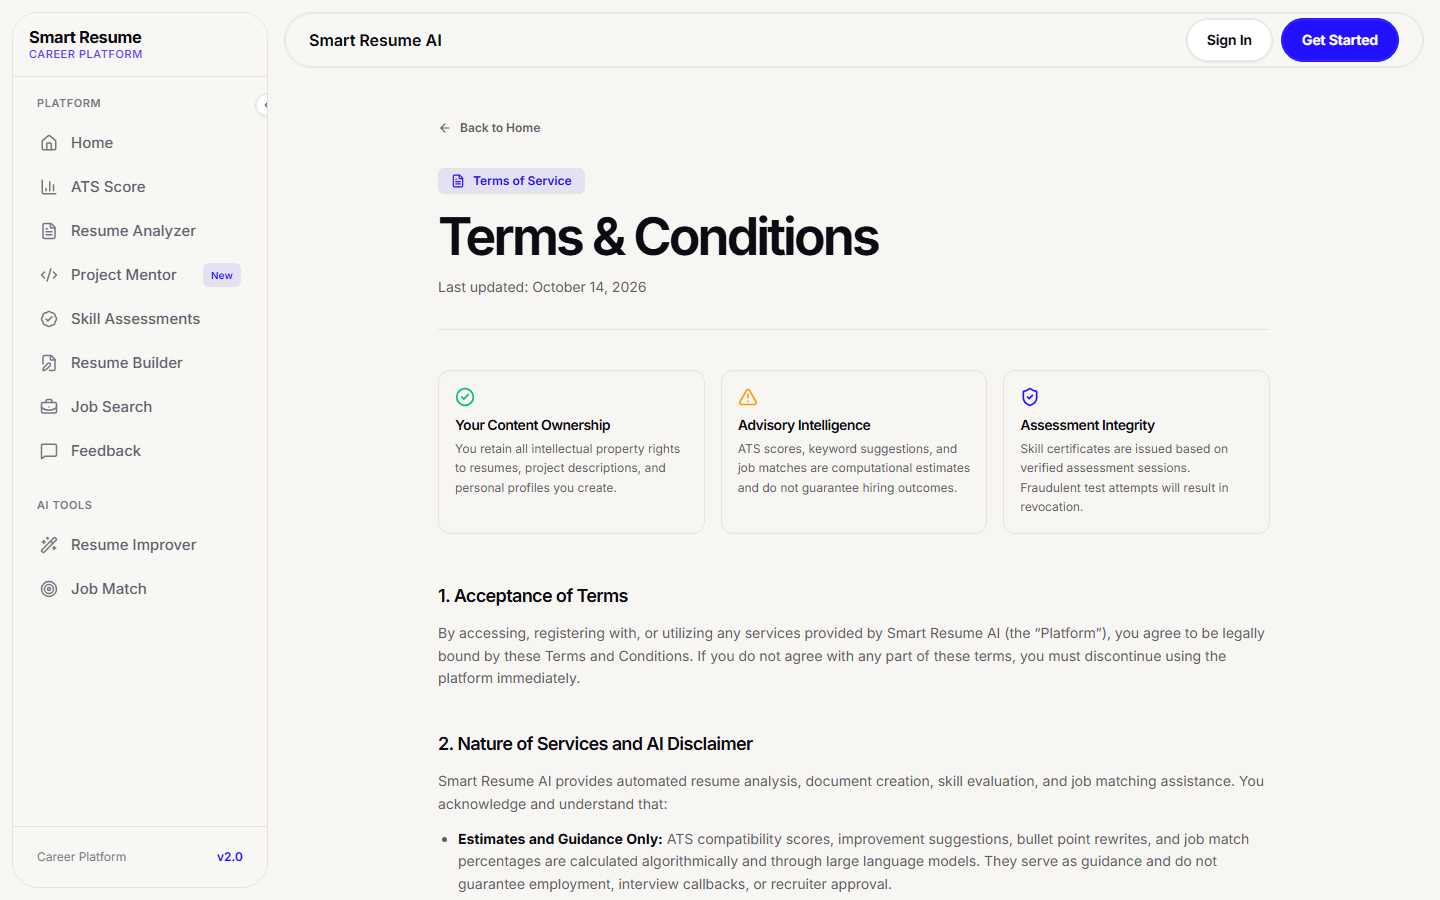 Smart Resume
CAREER PLATFORM
PLATFORM
Home
ATS Score
Resume Analyzer
Project Mentor
New
Skill Assessments
Resume Builder
Job Search
Feedback
AI TOOLS
Resume Improver
Job Match
Career Platform
v2.0
Smart Resume AI
Sign In
Get Started
Back to Home
Terms of Service
Terms & Conditions
Last updated: October 14, 2026
Your Content Ownership
You retain all intellectual property rights
to resumes, project descriptions, and
personal profiles you create.
Advisory Intelligence
ATS scores, keyword suggestions, and
job matches are computational estimates
and do not guarantee hiring outcomes.
Assessment Integrity
Skill certificates are issued based on
verified assessment sessions.
Fraudulent test attempts will result in
revocation.
1. Acceptance of Terms
By accessing, registering with, or utilizing any services provided by Smart Resume AI (the “Platform”), you agree to be legally
bound by these Terms and Conditions. If you do not agree with any part of these terms, you must discontinue using the
platform immediately.
2. Nature of Services and AI Disclaimer
Smart Resume AI provides automated resume analysis, document creation, skill evaluation, and job matching assistance. You
acknowledge and understand that:
• Estimates and Guidance Only: ATS compatibility scores, improvement suggestions, bullet point rewrites, and job match
percentages are calculated algorithmically and through large language models. They serve as guidance and do not
guarantee employment, interview callbacks, or recruiter approval.